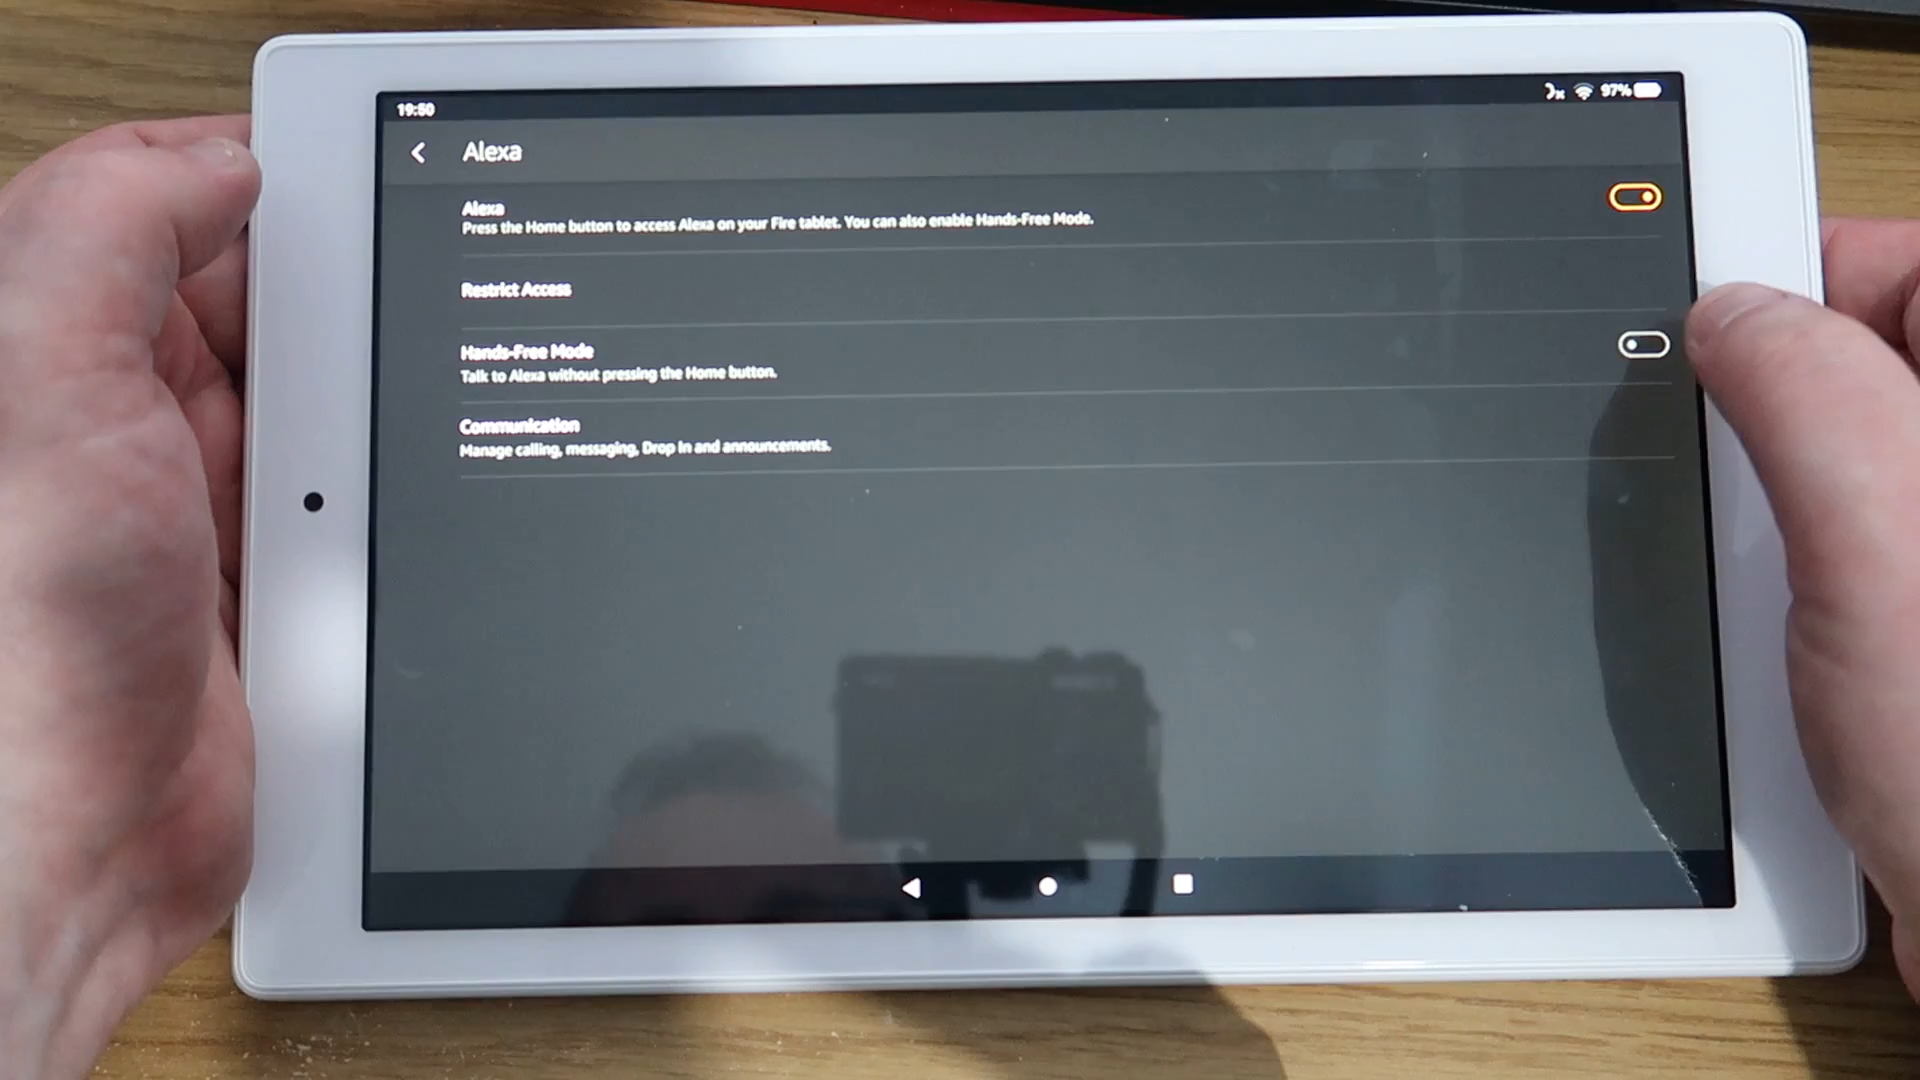 19:50
97%
Alexa
Alexa
Press the Home button to access Alexa on your Fire tablet. You can also enable Hands-Free Mode.
Restrict Access
Hands-Free Mode
Talk to Alexa without pressing the Home button.
Communication
Manage calling, messaging, Drop In and announcements.